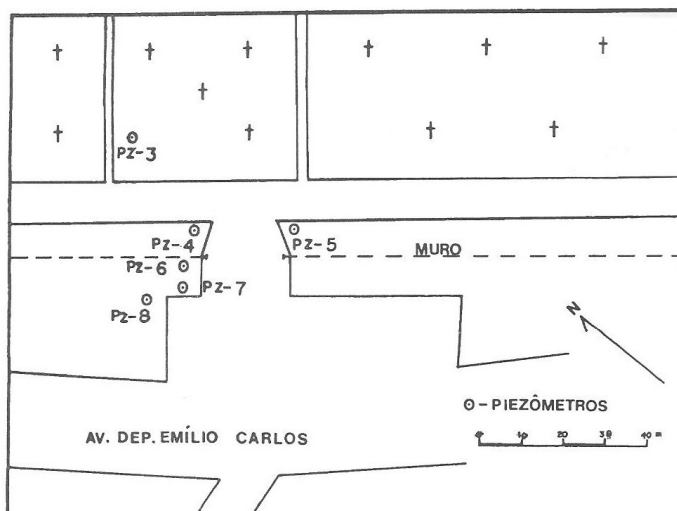 Pz-3
Pz-4
Pz-5
MURO
Pz-6
Pz-7
Pz-8
N
⊙-PIEZÔMETROS
AV. DEP. EMÍLIO CARLOS
0 10 20 30 40 m